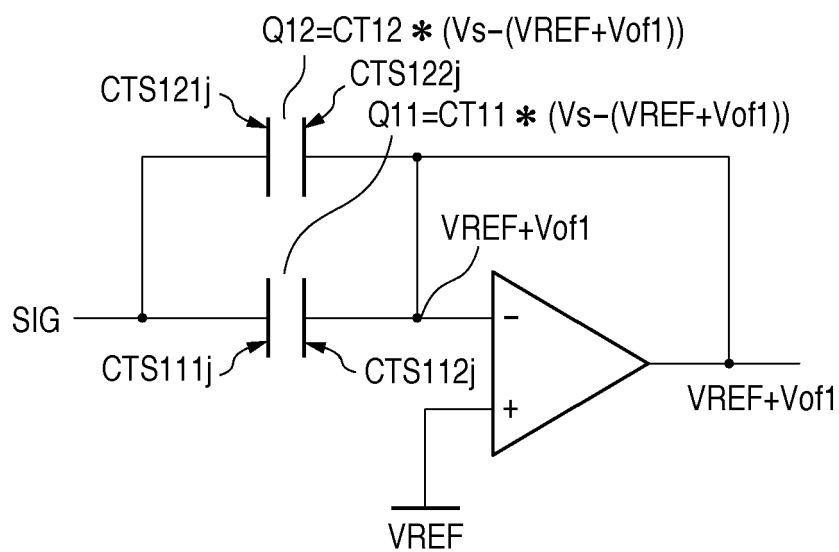 Q12=CT12 * (Vs-(VREF+Vof1))
CTS121j
CTS122j
Q11=CT11 * (Vs-(VREF+Vof1))
VREF+Vof1
SIG
-
CTS111j
CTS112j
+
VREF+Vof1
VREF